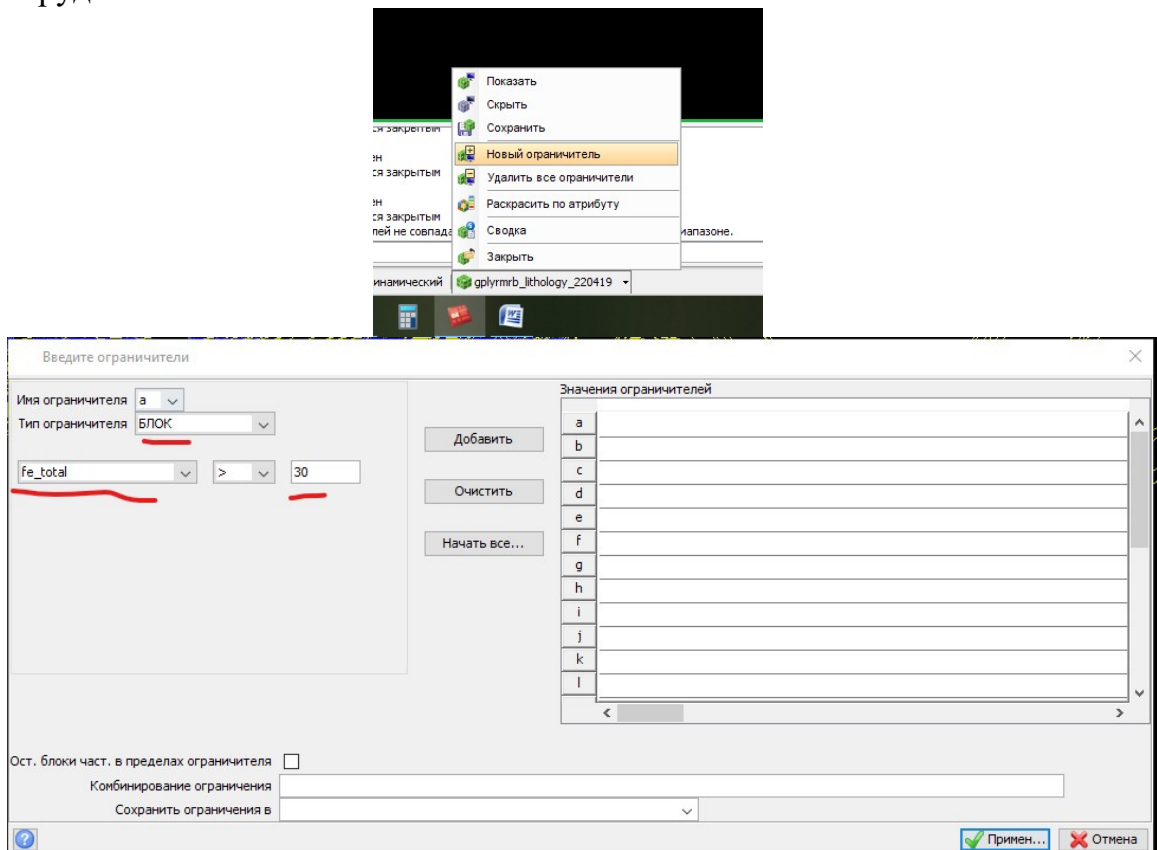 Показать
Скрыть
ся закрытым
Сохранить
ен
Новый ограничитель
ся закрытым
Удалить все ограничители
ен
Раскрасить по атрибуту
ся закрытым
лей не совпада
Сводка
иапазоне.
Закрыть
инамический
gplyrmrb_lithology_220419
Введите ограничители
Имя ограничителя a
Тип ограничителя БЛОК
fe_total > 30
Добавить
Очистить
Начать все...
Значения ограничителей
a
b
c
d
e
f
g
h
i
j
k
l
Ост. блоки част. в пределах ограничителя
Комбинирование ограничения
Сохранить ограничения в
Примен...
Отмена